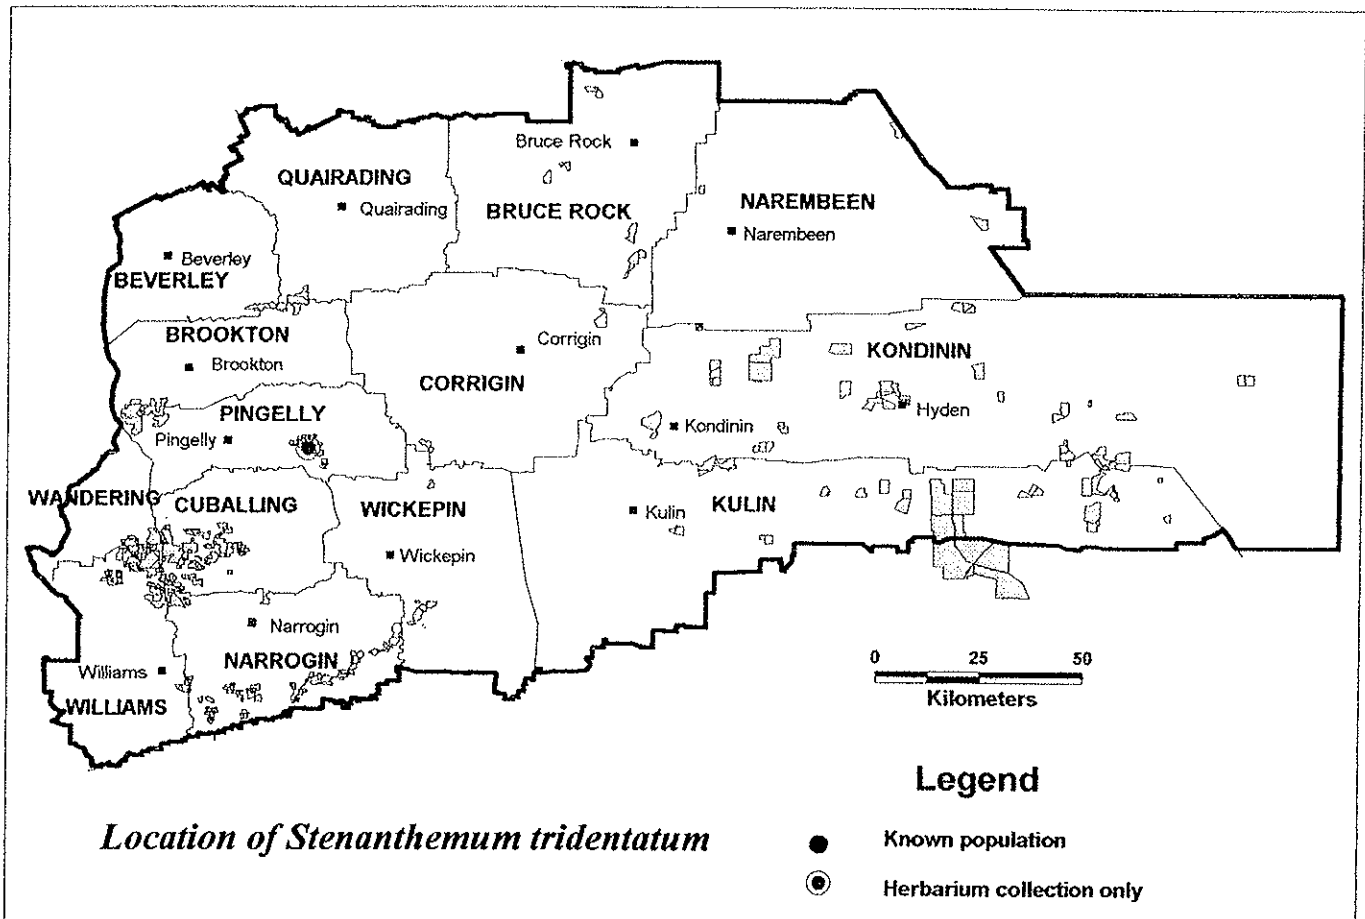 Bruce Rock
QUAIRADING
Quairading
BRUCE ROCK
NAREMBEEN
Narembeen
Beverley
BEVERLEY
BROOKTON
Brookton
Corrigin
CORRIGIN
KONDININ
Hyden
PINGELLY
Pingelly
Kondinin
WANDERING
CUBALLING
WICKEPIN
Wickepin
Kulin
KULIN
Narrogin
NARROGIN
Williams
WILLIAMS
0 25 50
Kilometers
Legend
Location of Stenanthemum tridentatum
Known population
Herbarium collection only